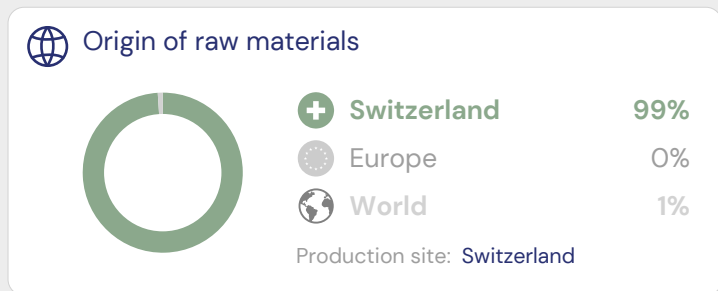 Origin of raw materials
Switzerland 99%
Europe 0%
World 1%
Production site: Switzerland